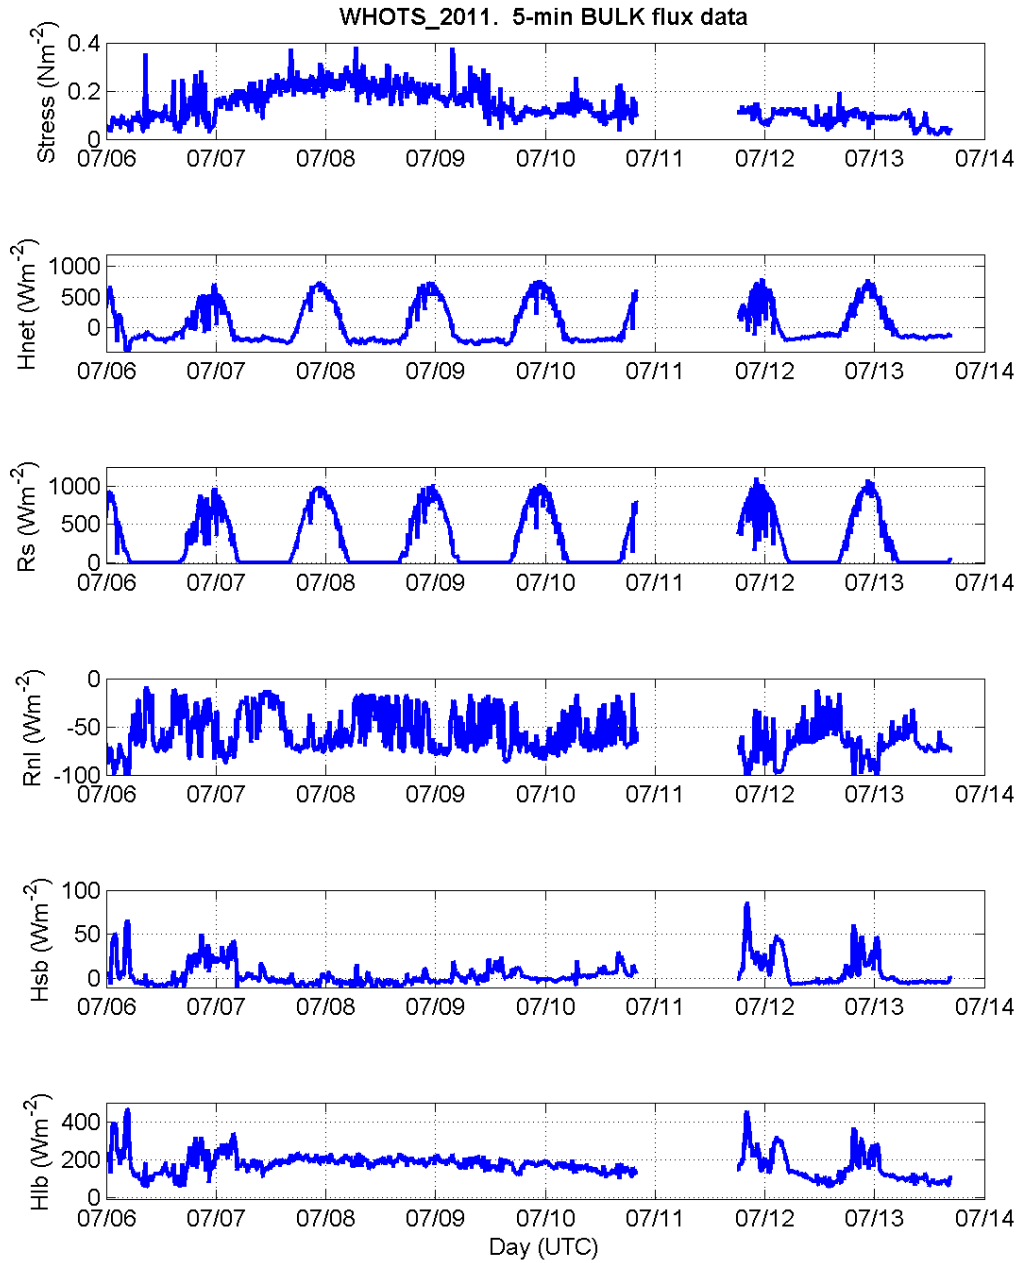 WHOTS_2011.  5-min BULK flux data
Stress (Nm-2)
0.4
0.2
0
07/06 07/07 07/08 07/09 07/10 07/11 07/12 07/13 07/14
Hnet (Wm-2)
1000
500
0
07/06 07/07 07/08 07/09 07/10 07/11 07/12 07/13 07/14
Rs (Wm-2)
1000
500
0
07/06 07/07 07/08 07/09 07/10 07/11 07/12 07/13 07/14
Rnl (Wm-2)
0
-50
-100
07/06 07/07 07/08 07/09 07/10 07/11 07/12 07/13 07/14
Hsb (Wm-2)
100
50
0
07/06 07/07 07/08 07/09 07/10 07/11 07/12 07/13 07/14
Hlb (Wm-2)
400
200
0
07/06 07/07 07/08 07/09 07/10 07/11 07/12 07/13 07/14
Day (UTC)